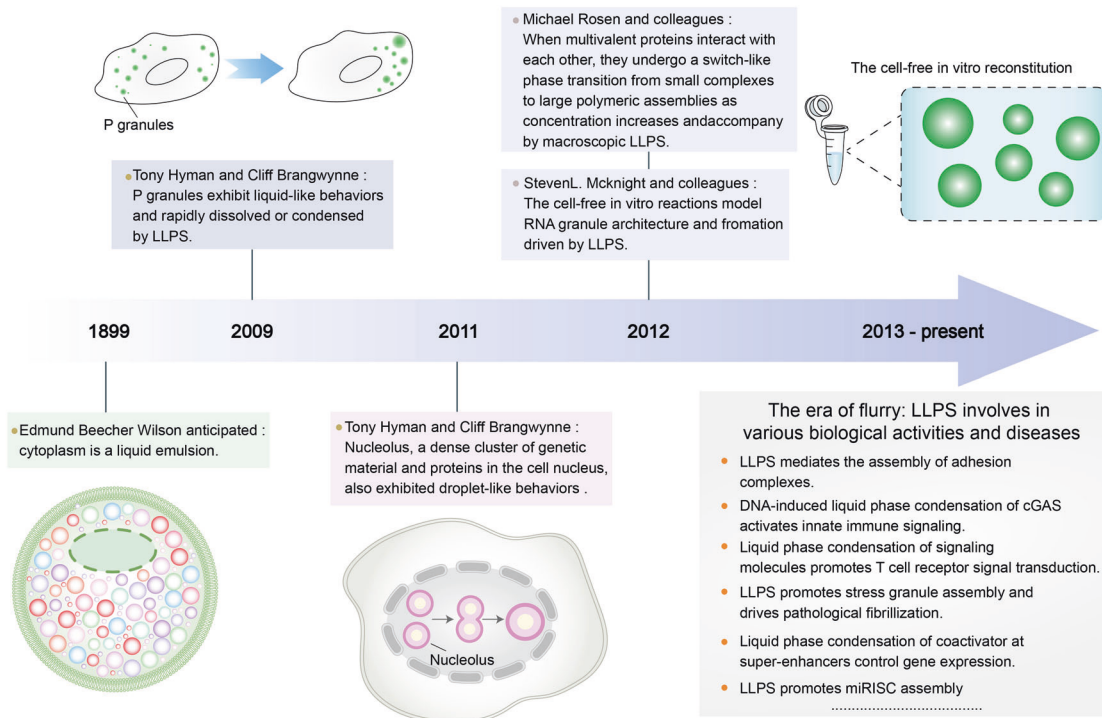 P granules
Tony Hyman and Cliff Brangwynne :
P granules exhibit liquid-like behaviors
and rapidly dissolved or condensed
by LLPS.
Michael Rosen and colleagues :
When multivalent proteins interact with
each other, they undergo a switch-like
phase transition from small complexes
to large polymeric assemblies as
concentration increases andaccompany
by macroscopic LLPS.
StevenL. Mcknight and colleagues :
The cell-free in vitro reactions model
RNA granule architecture and fromation
driven by LLPS.
The cell-free in vitro reconstitution
1899
2009
2011
2012
2013 - present
Edmund Beecher Wilson anticipated :
cytoplasm is a liquid emulsion.
Tony Hyman and Cliff Brangwynne :
Nucleolus, a dense cluster of genetic
material and proteins in the cell nucleus,
also exhibited droplet-like behaviors .
Nucleolus
The era of flurry: LLPS involves in
various biological activities and diseases
LLPS mediates the assembly of adhesion
complexes.
DNA-induced liquid phase condensation of cGAS
activates innate immune signaling.
Liquid phase condensation of signaling
molecules promotes T cell receptor signal transduction.
LLPS promotes stress granule assembly and
drives pathological fibrillization.
Liquid phase condensation of coactivator at
super-enhancers control gene expression.
LLPS promotes miRISC assembly
....................................